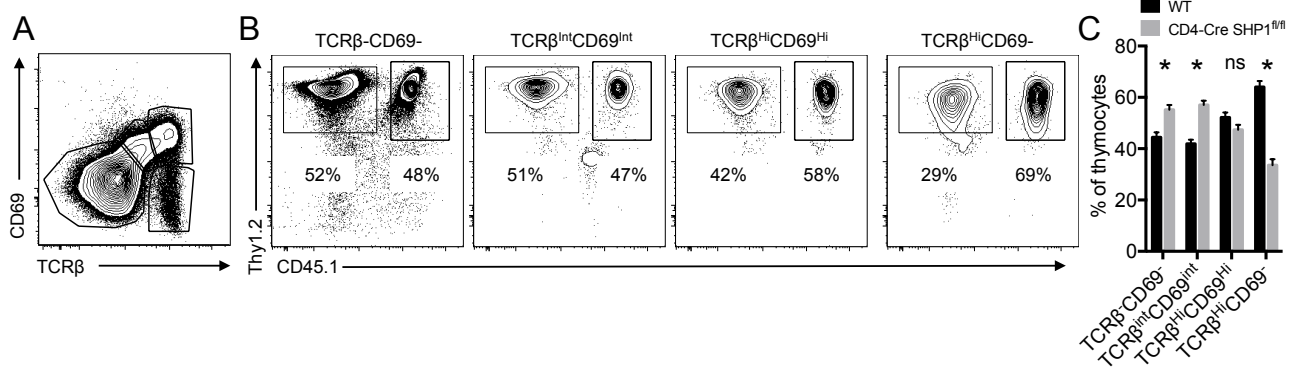 A
CD69
TCRβ
B
TCRβ-CD69-
TCRβIntCD69Int
TCRβHiCD69Hi
TCRβHiCD69-
52%
48%
51%
47%
42%
58%
29%
69%
Thy1.2
CD45.1
C
WT
CD4-Cre SHP1fl/fl
% of thymocytes
80
60
40
20
0
*
*
ns
*
TCRβ-CD69-
TCRβintCD69int
TCRβHiCD69Hi
TCRβHiCD69-